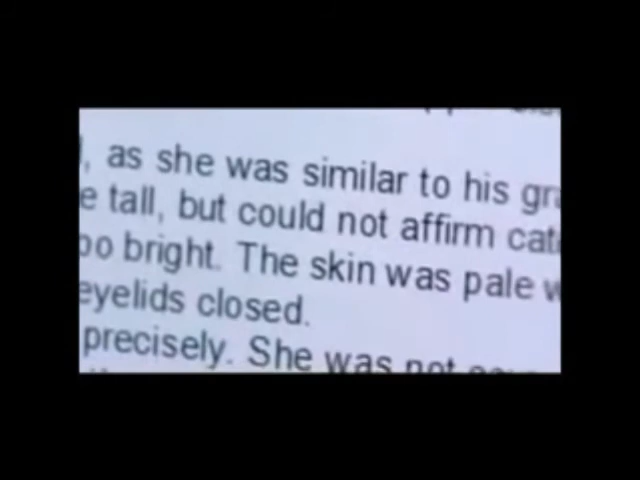 , as she was similar to his
tall, but could not affirm
bright. The skin was pale
eyelids closed.
precisely. She was not